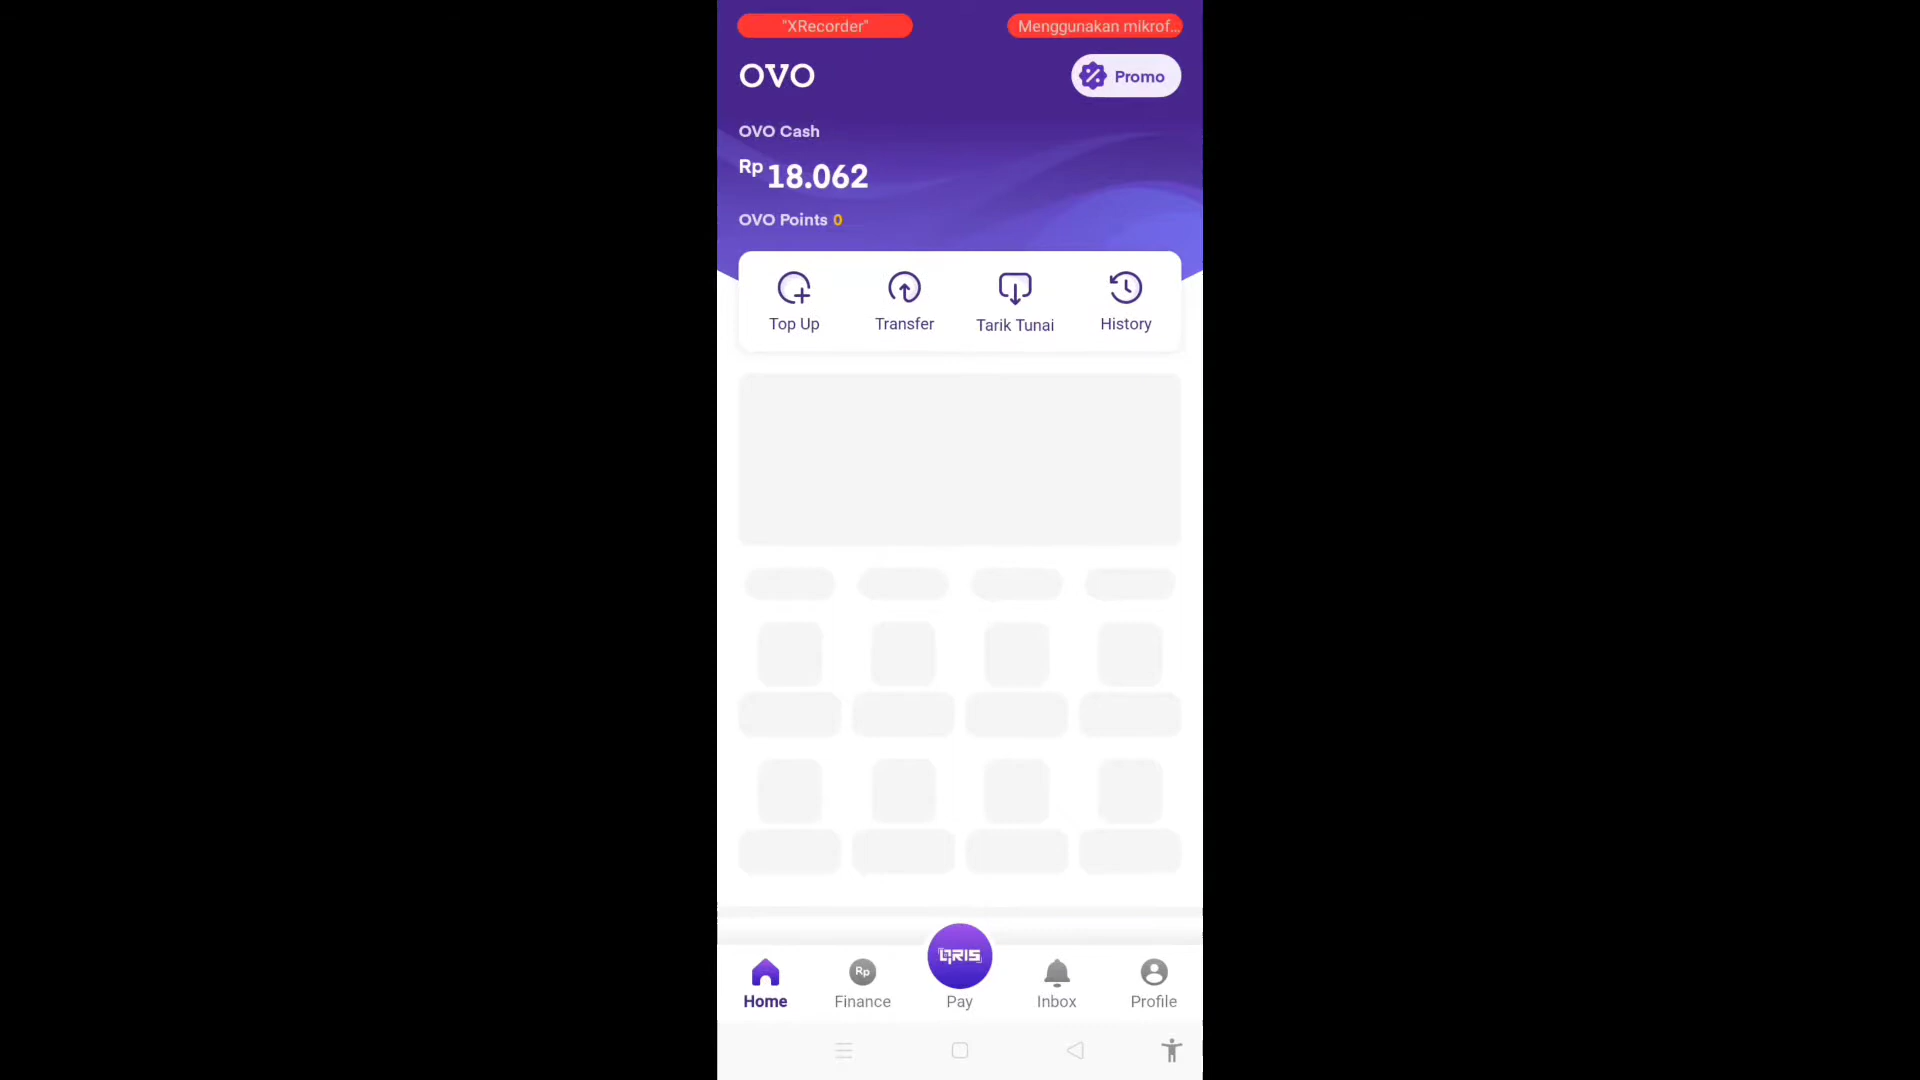 "XRecorder"
Menggunakan mikrof...
OVO
Promo
OVO Cash
Rp 18.062
OVO Points 0
Top Up
Transfer
Tarik Tunai
History
QRIS
Rp
Home
Finance
Pay
Inbox
Profile